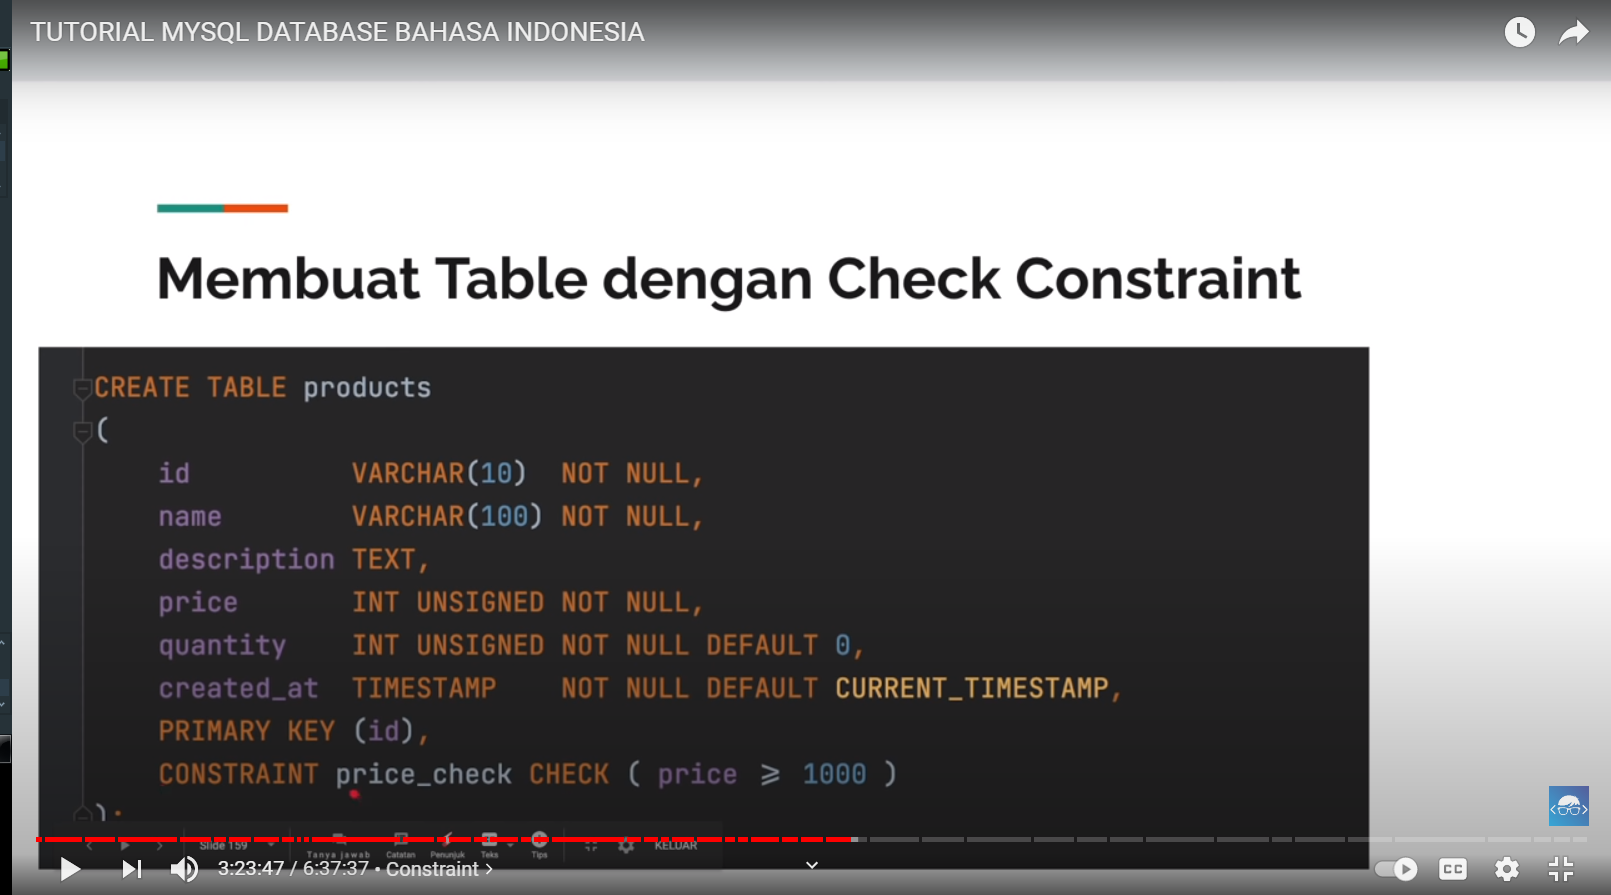 TUTORIAL MYSQL DATABASE BAHASA INDONESIA
Membuat Table dengan Check Constraint
CREATE TABLE products
(
id VARCHAR(10) NOT NULL,
name VARCHAR(100) NOT NULL,
description TEXT,
price INT UNSIGNED NOT NULL,
quantity INT UNSIGNED NOT NULL DEFAULT 0,
created_at TIMESTAMP NOT NULL DEFAULT CURRENT_TIMESTAMP,
PRIMARY KEY (id),
CONSTRAINT price_check CHECK ( price ⩾ 1000 )
);
Slide 159 Tanya jawab Catatan Penunjuk Teks Tips KELUAR
3:23:47 / 6:37:37 • Constraint ›
CC